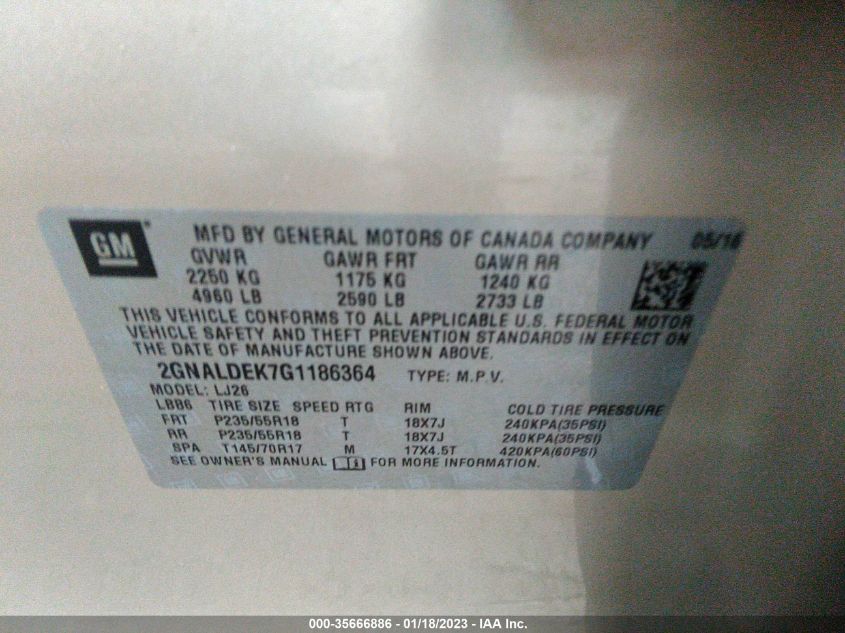 GM
MFD BY GENERAL MOTORS OF CANADA COMPANY 05/16
GVWR GAWR FRT GAWR RR
2250 KG 1175 KG 1240 KG
4960 LB 2590 LB 2733 LB
THIS VEHICLE CONFORMS TO ALL APPLICABLE U.S. FEDERAL MOTOR
VEHICLE SAFETY AND THEFT PREVENTION STANDARDS IN EFFECT ON
THE DATE OF MANUFACTURE SHOWN ABOVE.
2GNALDEK7G1186364 TYPE: M.P.V.
MODEL: LJ26
LB86 TIRE SIZE SPEED RTG RIM COLD TIRE PRESSURE
FRT P235/55R18 T 18X7J 240KPA(35PSI)
RR P235/55R18 T 18X7J 240KPA(35PSI)
SPA T145/70R17 M 17X4.5T 420KPA(60PSI)
SEE OWNER'S MANUAL FOR MORE INFORMATION.
000-35666886 - 01/18/2023 - IAA Inc.